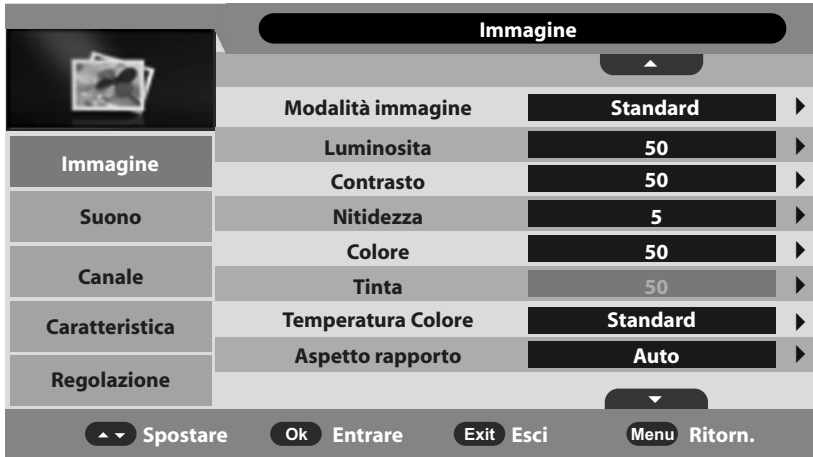 Immagine
Modalità immagine Standard
Luminosita 50
Contrasto 50
Nitidezza 5
Colore 50
Tinta 50
Temperatura Colore Standard
Aspetto rapporto Auto
Immagine
Suono
Canale
Caratteristica
Regolazione
Spostare Ok Entrare Exit Esci Menu Ritorn.